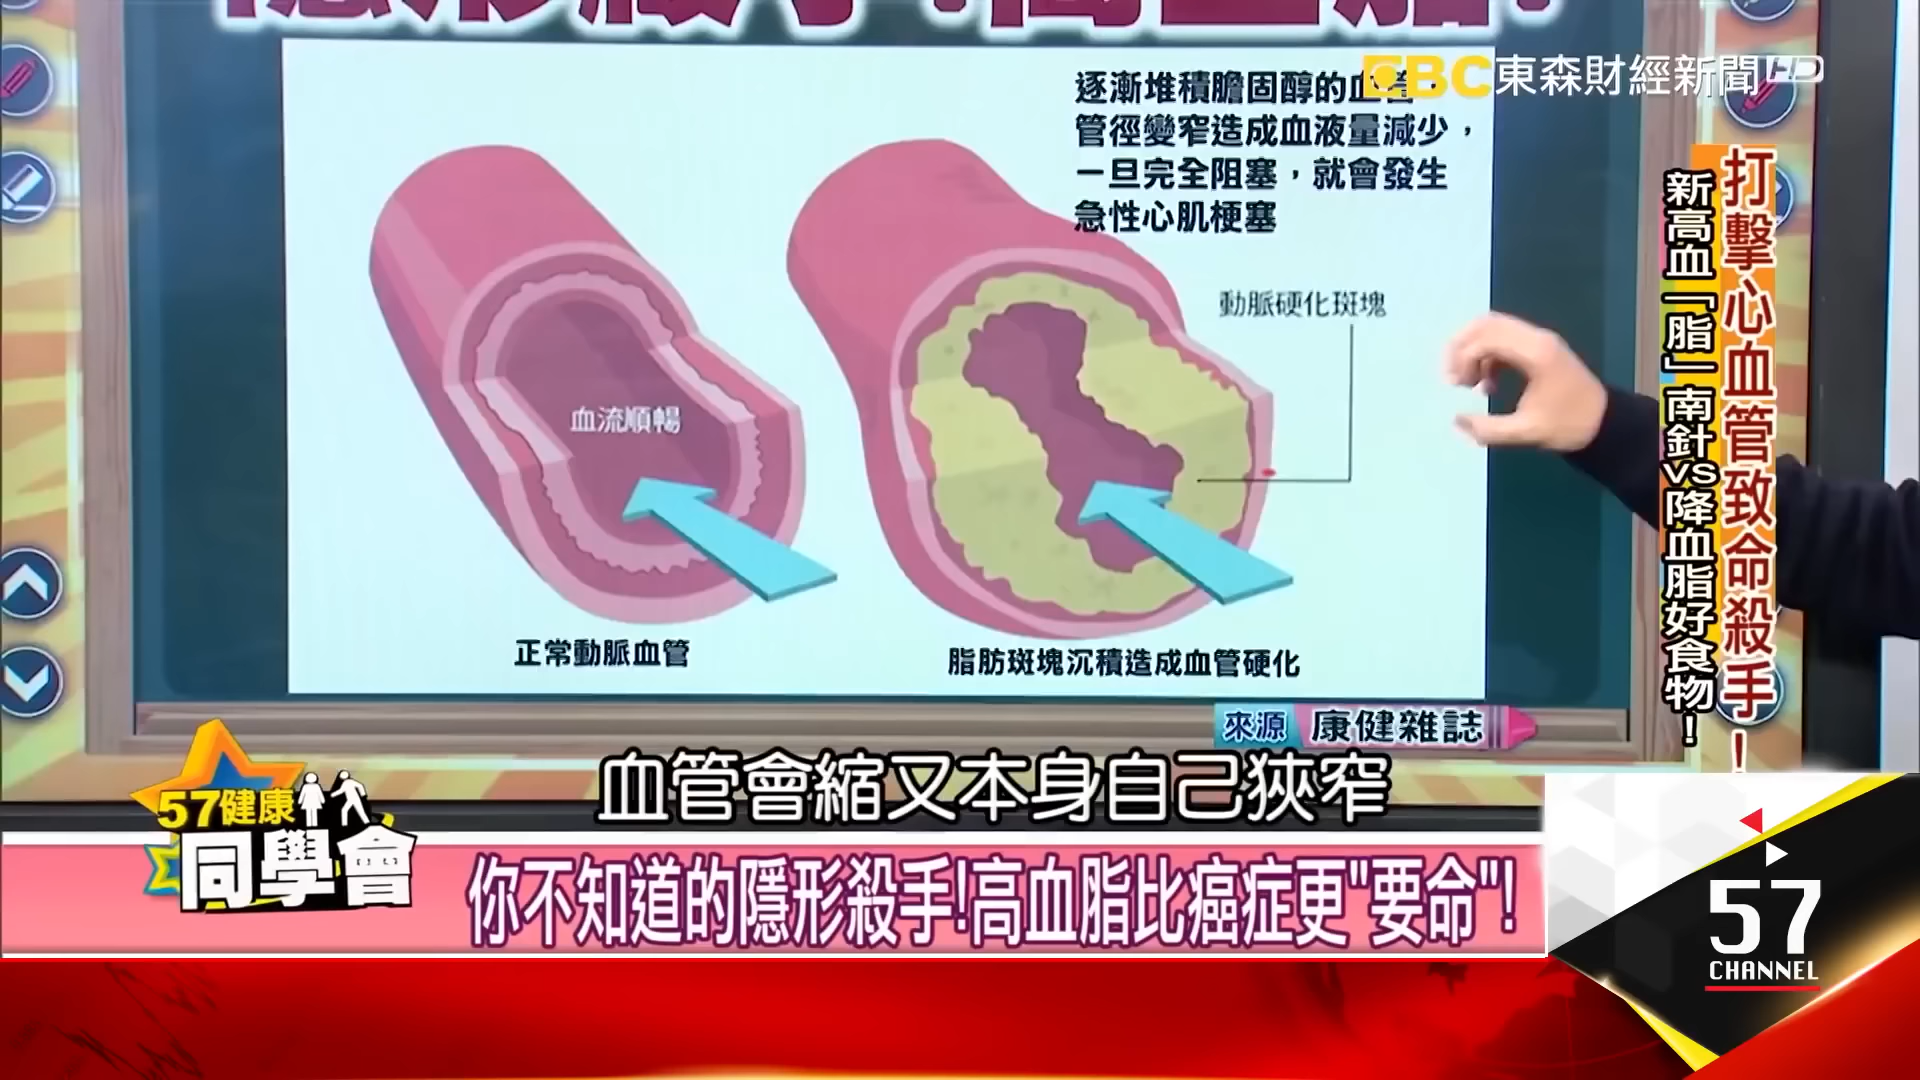 隱形殺手!高血脂!
EBC東森財經新聞HD
逐漸堆積膽固醇的血管,
管徑變窄造成血液量減少,
一旦完全阻塞,就會發生
急性心肌梗塞
動脈硬化斑塊
血流順暢
正常動脈血管
脂肪斑塊沉積造成血管硬化
來源 康健雜誌
打擊心血管致命殺手!
新高血「脂」南針vs降血脂好食物!
血管會縮又本身自己狹窄
57健康
同學會
你不知道的隱形殺手!高血脂比癌症更"要命"!
57
CHANNEL